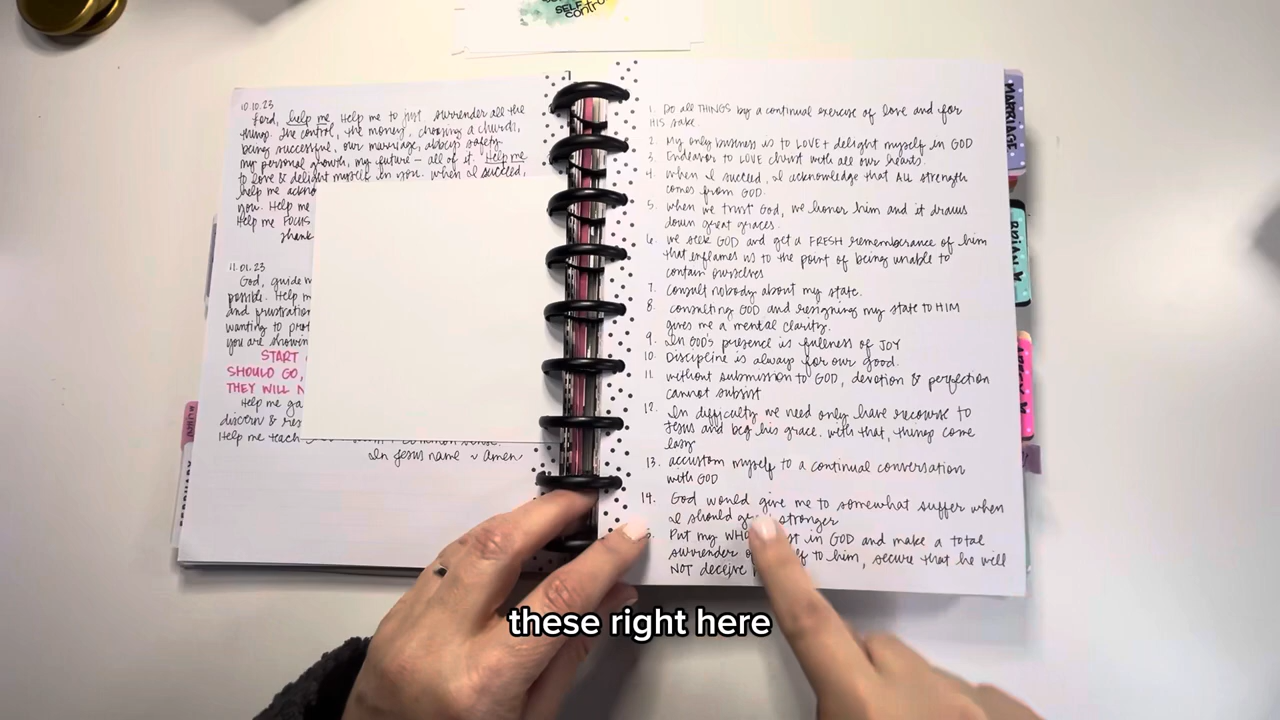 SELF-
contro
10.10.23
Lord, help me. Help me to just surrender all the
things. The control, the money, choosing a church,
being successful, our marriage, abbys safety
my personal growth, my future - all of it. Help me
to love & delight myself in you. When I succeed,
help me ackno
you. Help me
Help me FOCUS
Thank
11.01.23
God, guide
possible. Help m
and frustration
wanting to prot
you are showin
START
SHOULD GO,
THEY WILL N
Help me ga
discern & res
Help me teach common sense.
In Jesus name ~ Amen
MARRIAGE
BRIAN
1. DO All THINGS by a continual exercise of love and for
HIS sake
2. My only business is to LOVE + delight myself in GOD
3. Endeavor to LOVE Christ with all our hearts.
4. When I succeed, I acknowledge that ALL strength
comes from GOD.
5. when we trust God, we honor him and it draws
down great graces.
6. we seek GOD and get a FRESH rememberance of him
that inflames us to the point of being unable to
contain ourselves
7. consult nobody about my state.
8. consulting GOD and resigning my state to HIM
gives me a mental clarity.
9. In GODS presence is fullness of JOY
10. Discipline is always for our good.
11. without submission to GOD, devotion & perfection
cannot subsist
12. In difficulty we need only have recourse to
Jesus and beg his grace. with that, things come
easy
13. accustom myself to a continual conversation
with GOD
14. God would give me to somewhat suffer when
I should stronger
Put my in GOD and make a total
surrender to him, secure that he will
NOT deceive
these right here